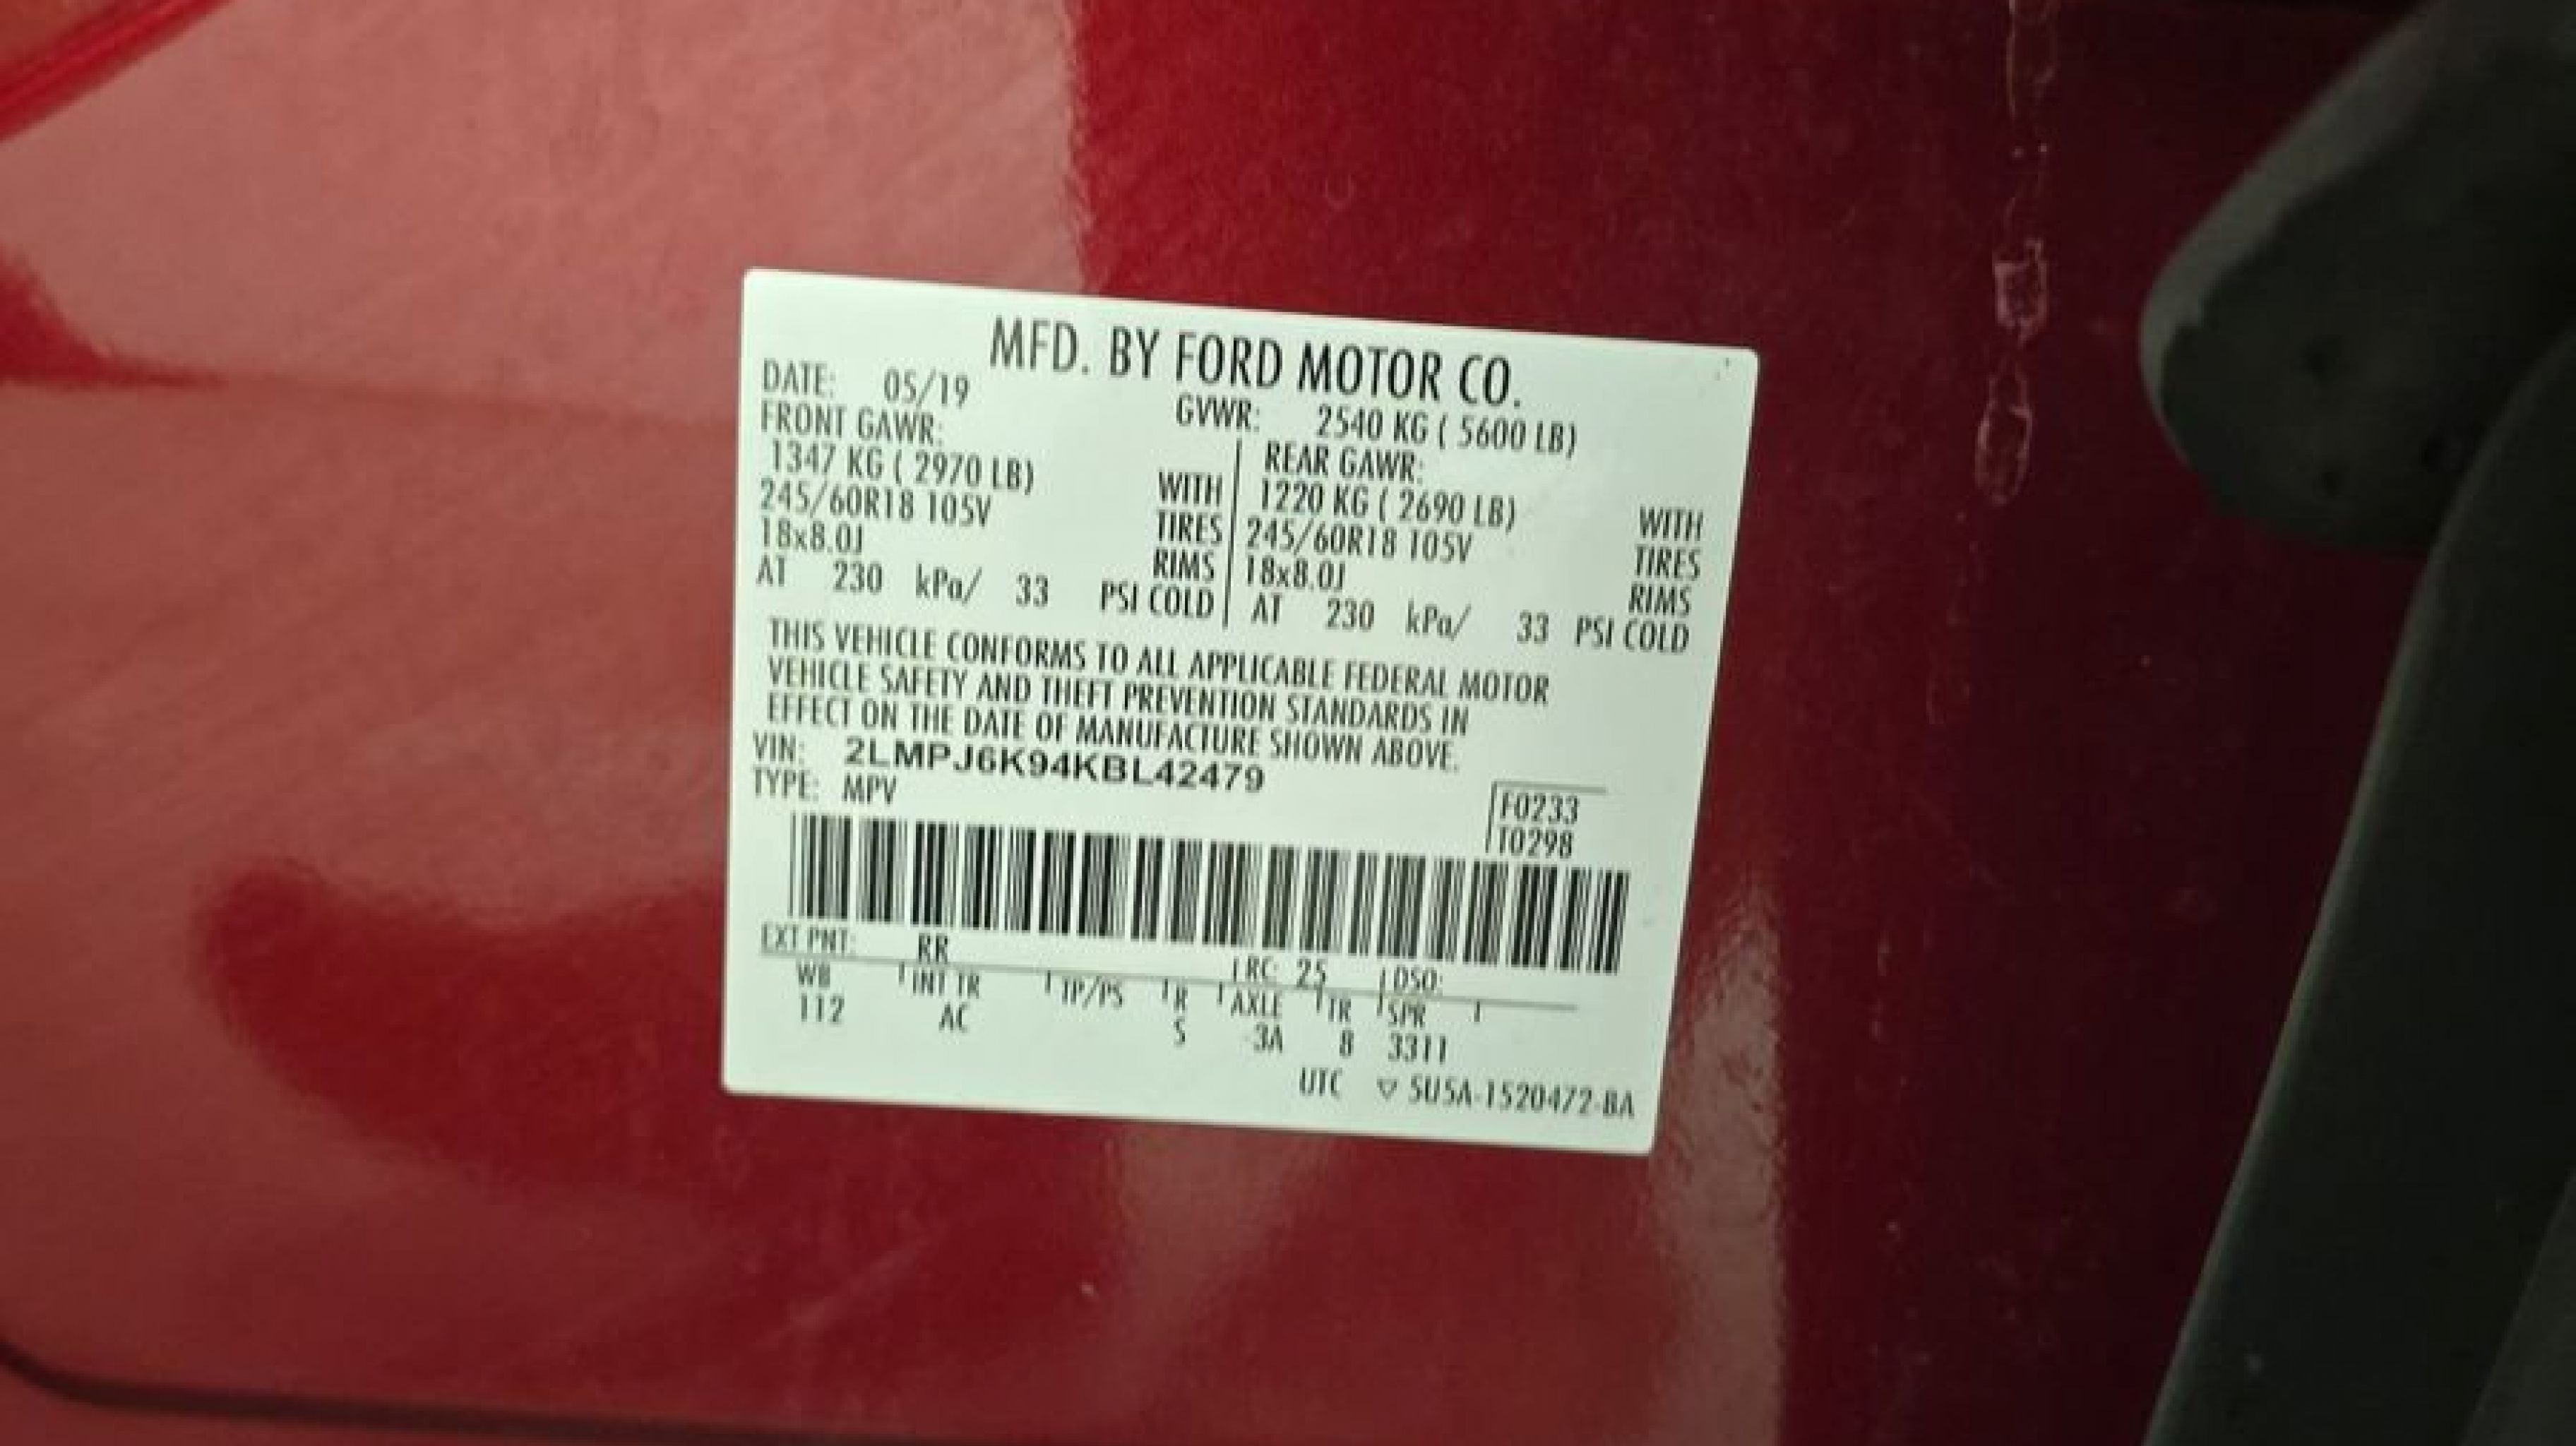 MFD. BY FORD MOTOR CO.
DATE: 05/19 GVWR: 2540 KG ( 5600 LB)
FRONT GAWR: REAR GAWR:
1347 KG ( 2970 LB) WITH 1220 KG ( 2690 LB) WITH
245/60R18 105V TIRES 245/60R18 105V TIRES
18x8.0J RIMS 18x8.0J RIMS
AT 230 kPa/ 33 PSI COLD AT 230 kPa/ 33 PSI COLD
THIS VEHICLE CONFORMS TO ALL APPLICABLE FEDERAL MOTOR
VEHICLE SAFETY AND THEFT PREVENTION STANDARDS IN
EFFECT ON THE DATE OF MANUFACTURE SHOWN ABOVE.
VIN: 2LMPJ6K94KBL42479
TYPE: MPV F0233
T0298
EXT PNT: RR RC: 25 DSO:
WB INT TR TP/PS R AXLE TR SPR
112 AC S 3A 8 3311
UTC ▽ 5U5A-1520472-BA